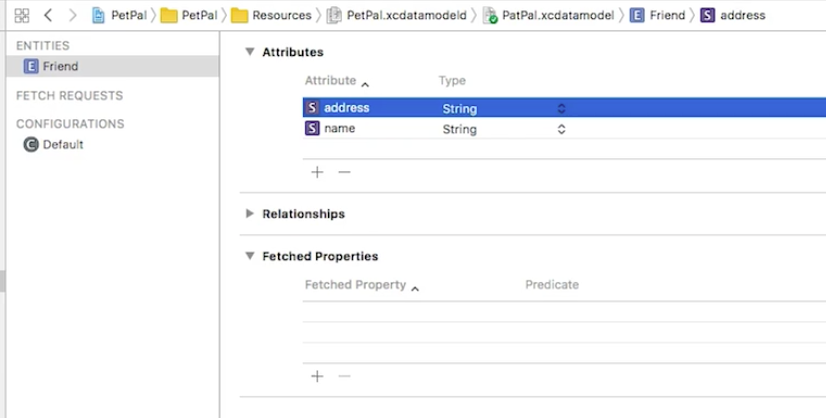 PetPal PetPal Resources PetPal.xcdatamodeld PatPal.xcdatamodel E Friend S address
ENTITIES
E Friend
FETCH REQUESTS
CONFIGURATIONS
C Default
Attributes
Attribute Type
S address String
S name String
+ −
Relationships
Fetched Properties
Fetched Property Predicate
+ −